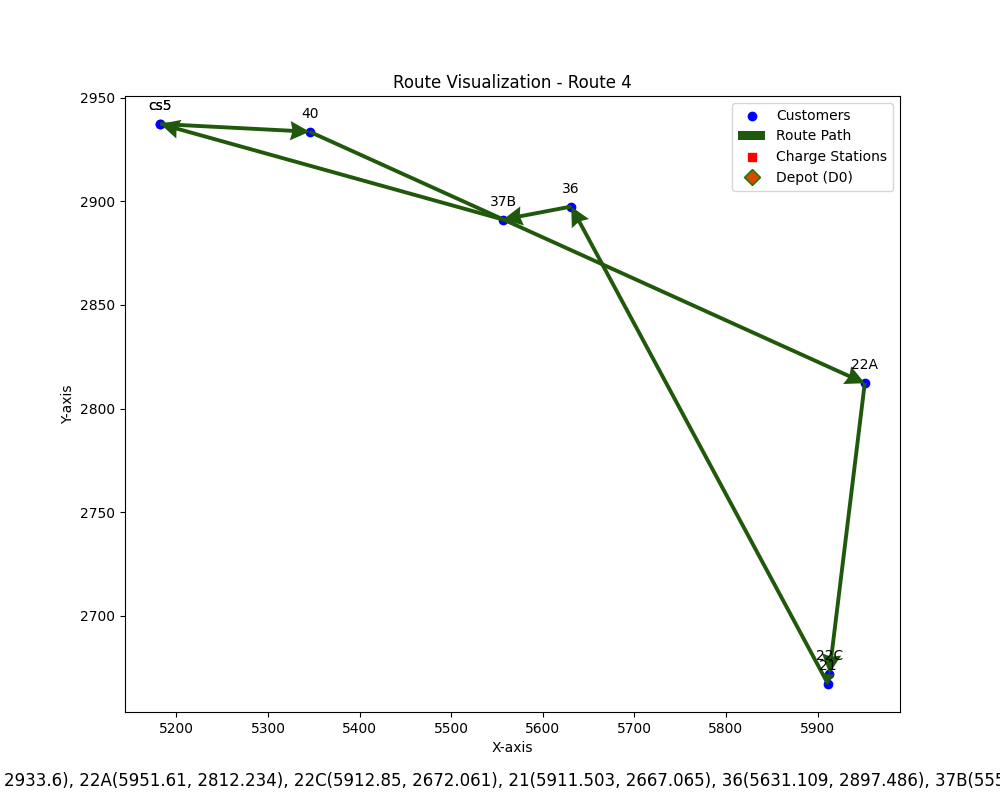 Route Visualization - Route 4
2950
2900
2850
2800
2750
2700
Y-axis
cs5
40
37B
36
22A
22C
Customers
Route Path
Charge Stations
Depot (D0)
5200 5300 5400 5500 5600 5700 5800 5900
X-axis
2933.6), 22A(5951.61, 2812.234), 22C(5912.85, 2672.061), 21(5911.503, 2667.065), 36(5631.109, 2897.486), 37B(555